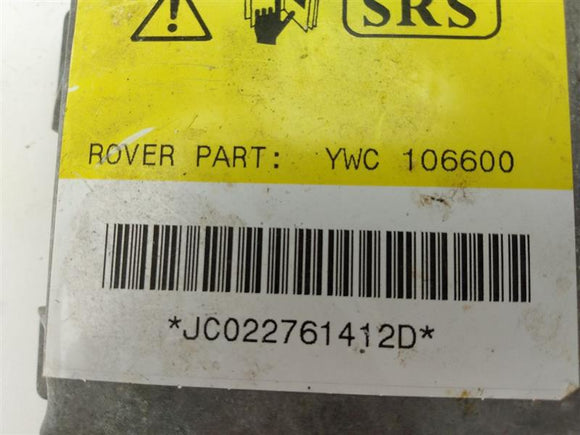 SRS
ROVER PART: YWC 106600
*JC022761412D*